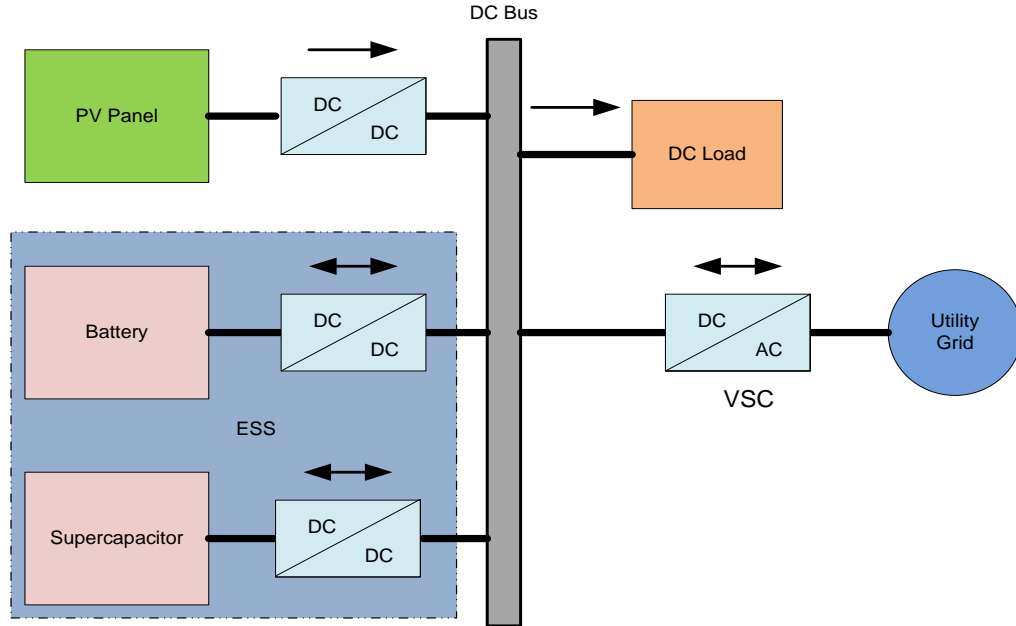 DC Bus
PV Panel
DC
DC
DC Load
Battery
DC
DC
DC
AC
VSC
Utility
Grid
ESS
Supercapacitor
DC
DC